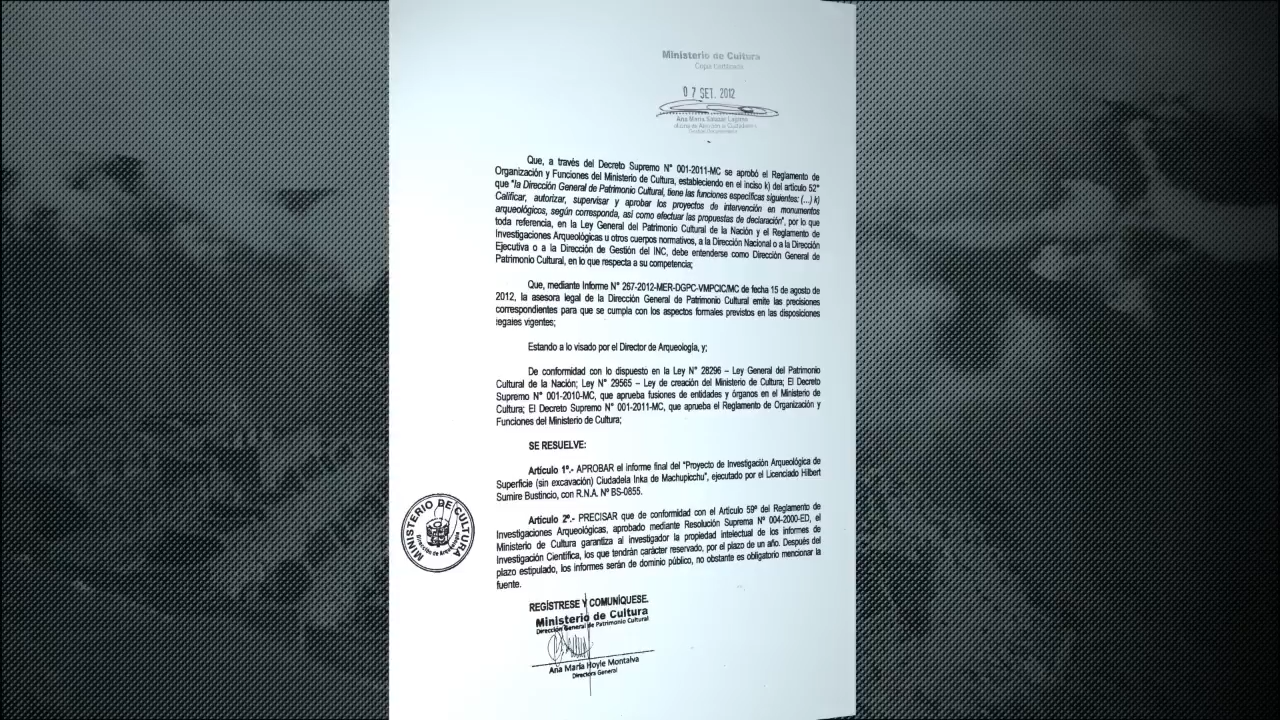 Ministerio de Cultura
0 7 SET. 2012
Que, a través del Decreto Supremo N° 001-2011-MC se aprobó el Reglamento de
Organización y Funciones del Ministerio de Cultura, estableciendo en el inciso k) del artículo 52°
que "la Dirección General de Patrimonio Cultural, tiene las funciones específicas siguientes: (...) k)
Calificar, autorizar, supervisar y aprobar los proyectos de intervención en monumentos
arqueológicos, según corresponda, así como efectuar las propuestas de declaración", por lo que
toda referencia, en la Ley General del Patrimonio Cultural de la Nación y el Reglamento de
Investigaciones Arqueológicas u otros cuerpos normativos, a la Dirección Nacional o a la Dirección
Ejecutiva o a la Dirección de Gestión del INC, debe entenderse como Dirección General de
Patrimonio Cultural, en lo que respecta a su competencia;
Que, mediante Informe N° 267-2012-MER-DGPC-VMPCIC/MC de fecha 15 de agosto de
2012, la asesora legal de la Dirección General de Patrimonio Cultural emite las precisiones
correspondientes para que se cumpla con los aspectos formales previstos en las disposiciones
legales vigentes;
Estando a lo visado por el Director de Arqueología, y;
De conformidad con lo dispuesto en la Ley N° 28296 – Ley General del Patrimonio
Cultural de la Nación; Ley N° 29565 – Ley de creación del Ministerio de Cultura; El Decreto
Supremo N° 001-2010-MC, que aprueba fusiones de entidades y órganos en el Ministerio de
Cultura; El Decreto Supremo N° 001-2011-MC, que aprueba el Reglamento de Organización y
Funciones del Ministerio de Cultura;
SE RESUELVE:
Artículo 1°.- APROBAR el informe final del "Proyecto de Investigación Arqueológica de
Superficie (sin excavación) Ciudadela Inka de Machupicchu", ejecutado por el Licenciado Hilbert
Sumire Bustincio, con R.N.A. N° BS-0855.
Artículo 2°.- PRECISAR que de conformidad con el Artículo 59° del Reglamento de
Investigaciones Arqueológicas, aprobado mediante Resolución Suprema N° 004-2000-ED, el
Ministerio de Cultura garantiza al investigador la propiedad intelectual de los informes de
Investigación Científica, los que tendrán carácter reservado, por el plazo de un año. Después del
plazo estipulado, los informes serán de dominio público, no obstante es obligatorio mencionar la
fuente.
MINISTERIO DE CULTURA
Dirección de Arqueología
REGÍSTRESE Y COMUNÍQUESE.
Ministerio de Cultura
Dirección General de Patrimonio Cultural
Ana María Hoyle Montalva
Directora General